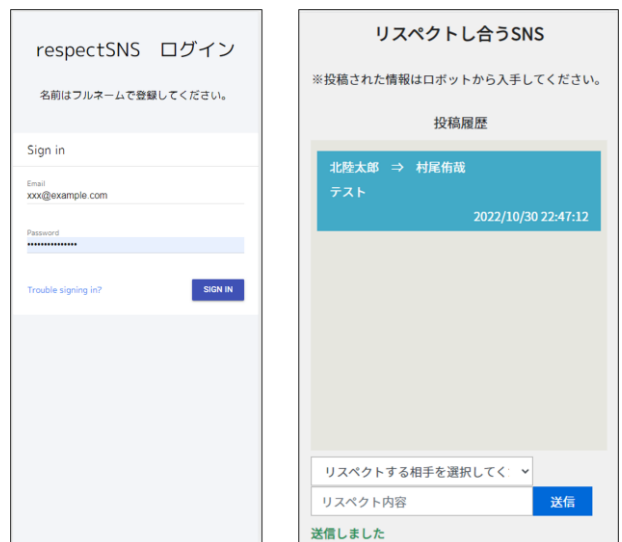 respectSNS ログイン
名前はフルネームで登録してください。
Sign in
Email
xxx@example.com
Password
•••••••••••••••
Trouble signing in?
SIGN IN
リスペクトし合うSNS
※投稿された情報はロボットから入手してください。
投稿履歴
北陸太郎 ⇒ 村尾侑哉
テスト
2022/10/30 22:47:12
リスペクトする相手を選択してく
リスペクト内容
送信
送信しました